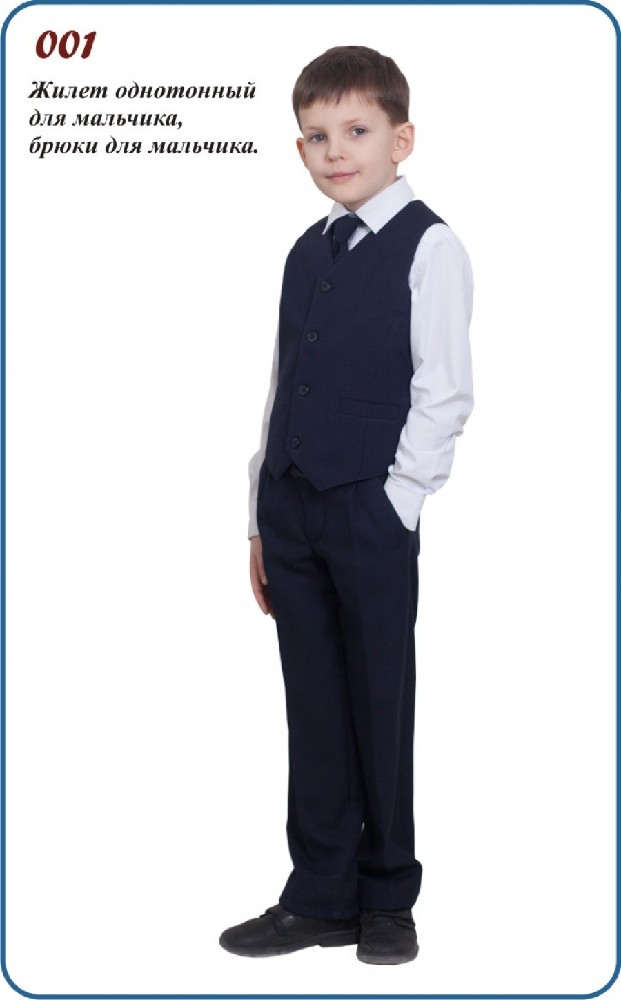 001
Жилет однотонный
для мальчика,
брюки для мальчика.